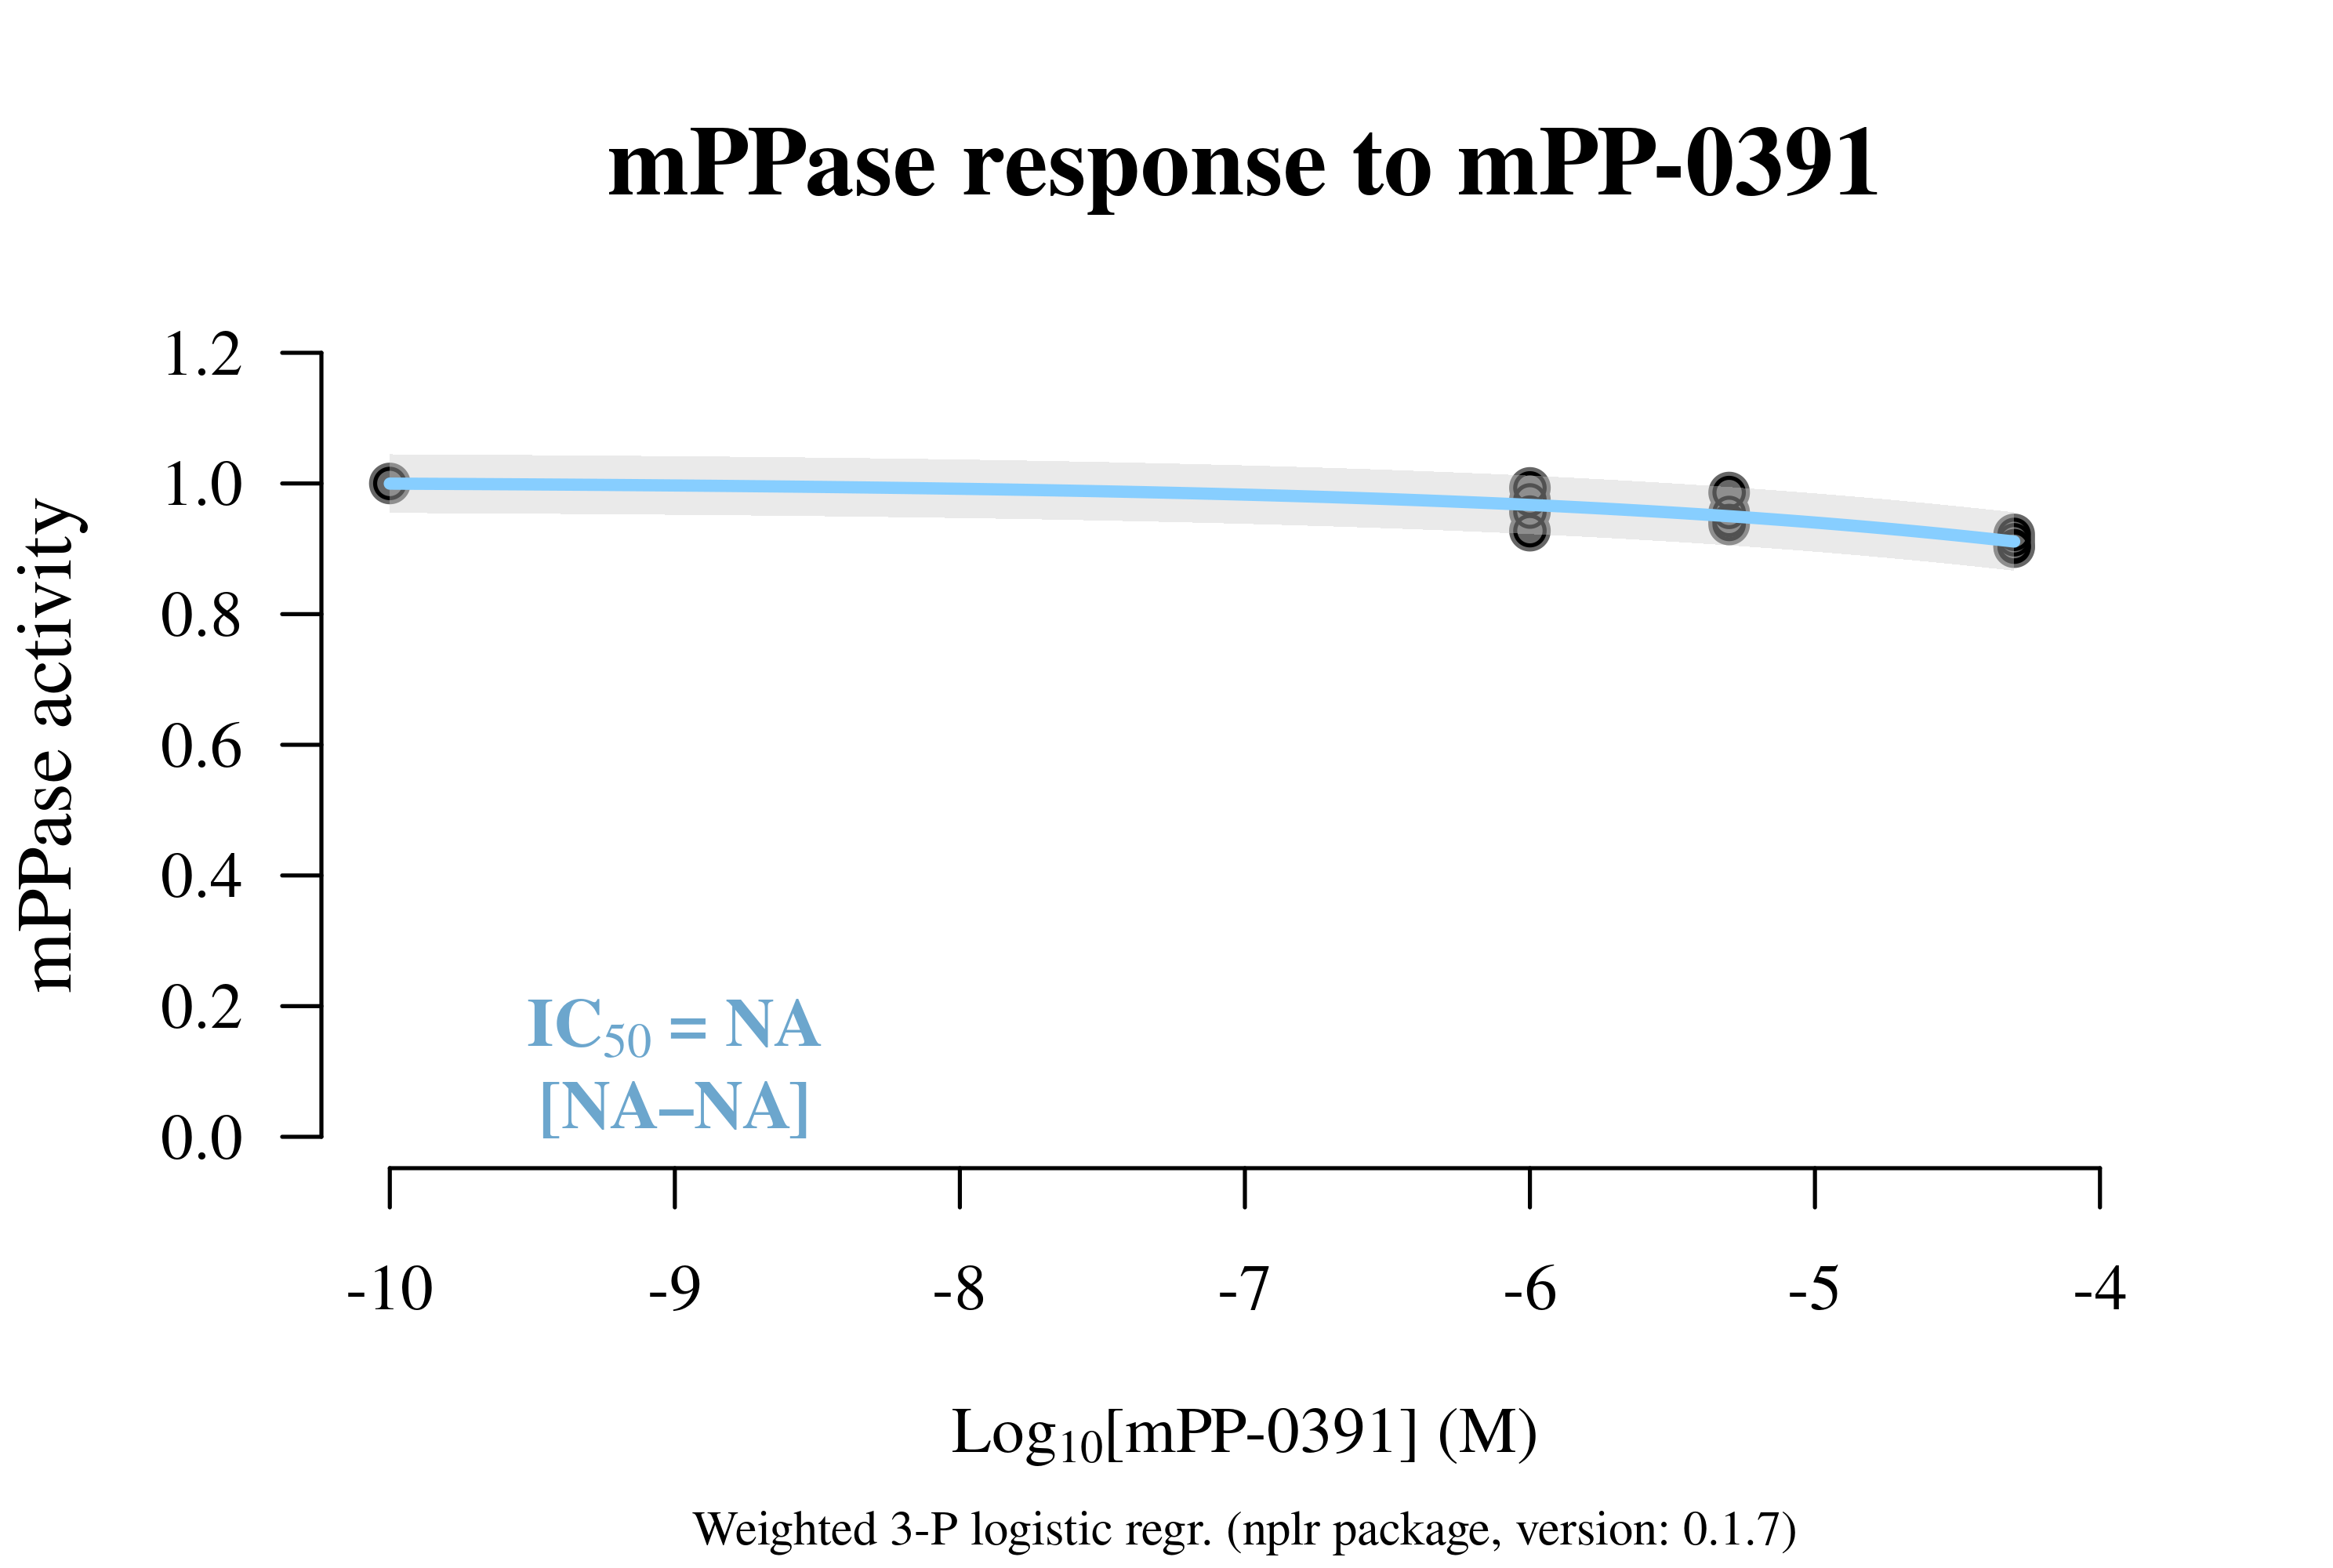 mPPase response to mPP-0391
mPPase activity
1.2
1.0
0.8
0.6
0.4
0.2
0.0
IC50 = NA
[NA–NA]
-10 -9 -8 -7 -6 -5 -4
Log10[mPP-0391] (M)
Weighted 3-P logistic regr. (nplr package, version: 0.1.7)